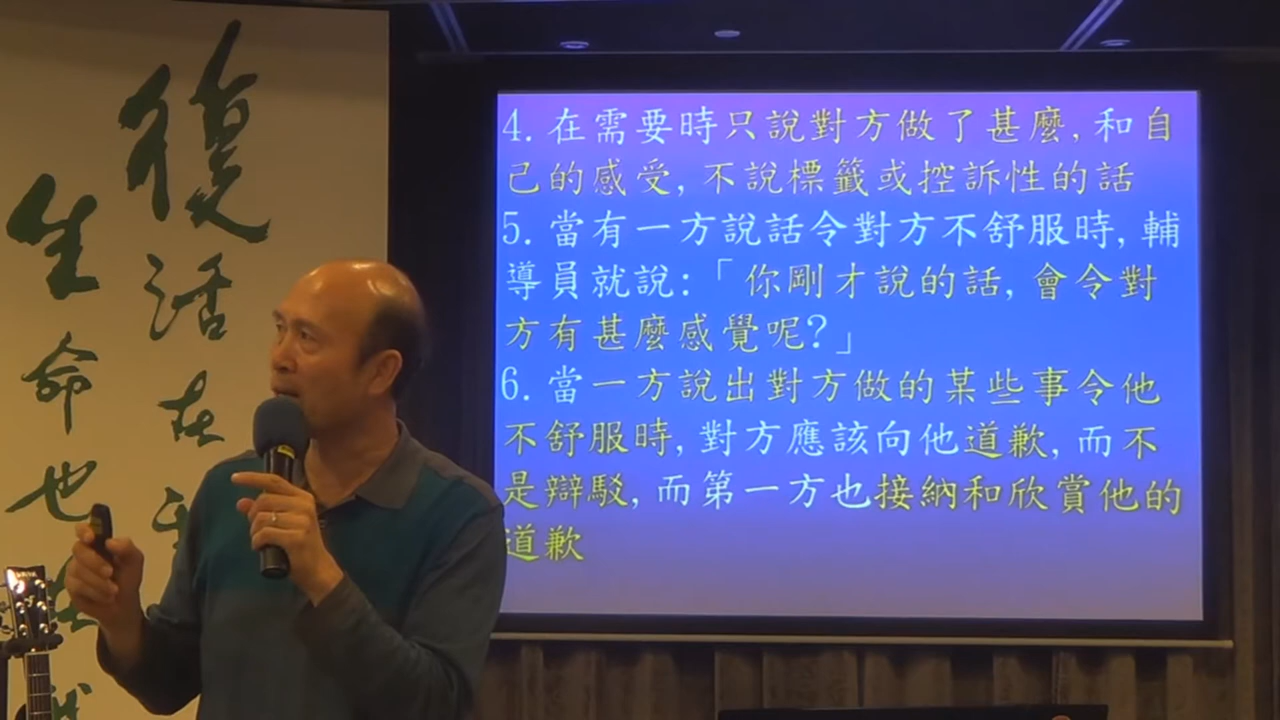 4. 在需要時只說對方做了甚麼, 和自
己的感受, 不說標籤或控訴性的話
5. 當有一方說話令對方不舒服時, 輔
導員就說:「你剛才說的話, 會令對
方有甚麼感覺呢?」
6. 當一方說出對方做的某些事令他
不舒服時, 對方應該向他道歉, 而不
是辯駁, 而第一方也接納和欣賞他的
道歉
復活在
生命也在